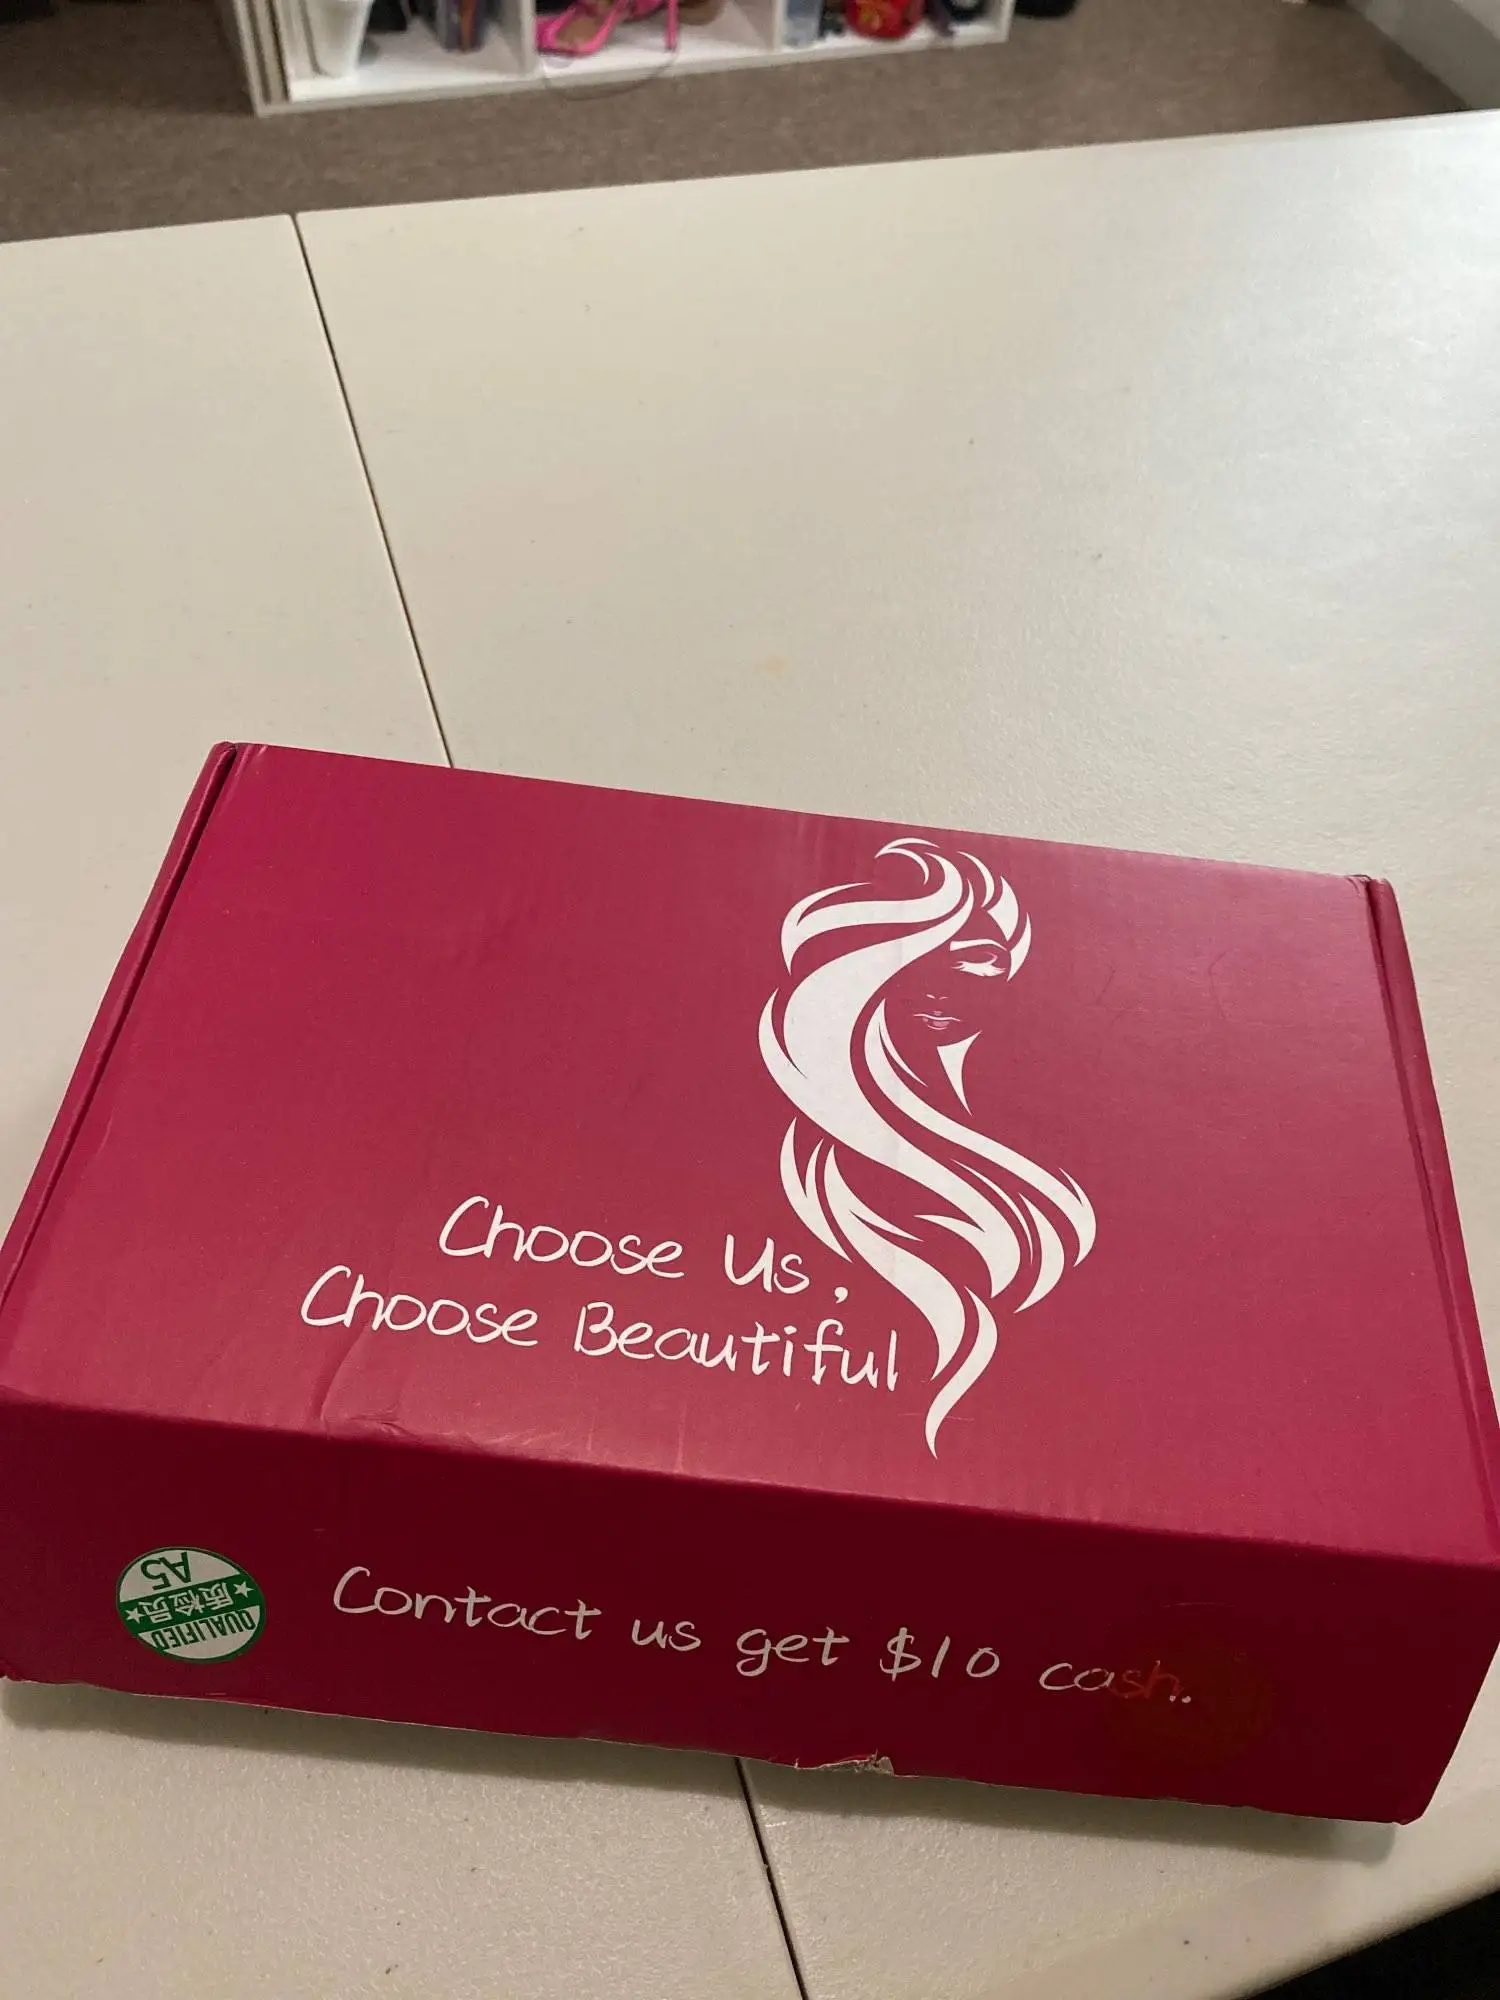 Choose Us,
Choose Beautiful
Contact us get $10 cash.
A5
质检员
QUALIFIED